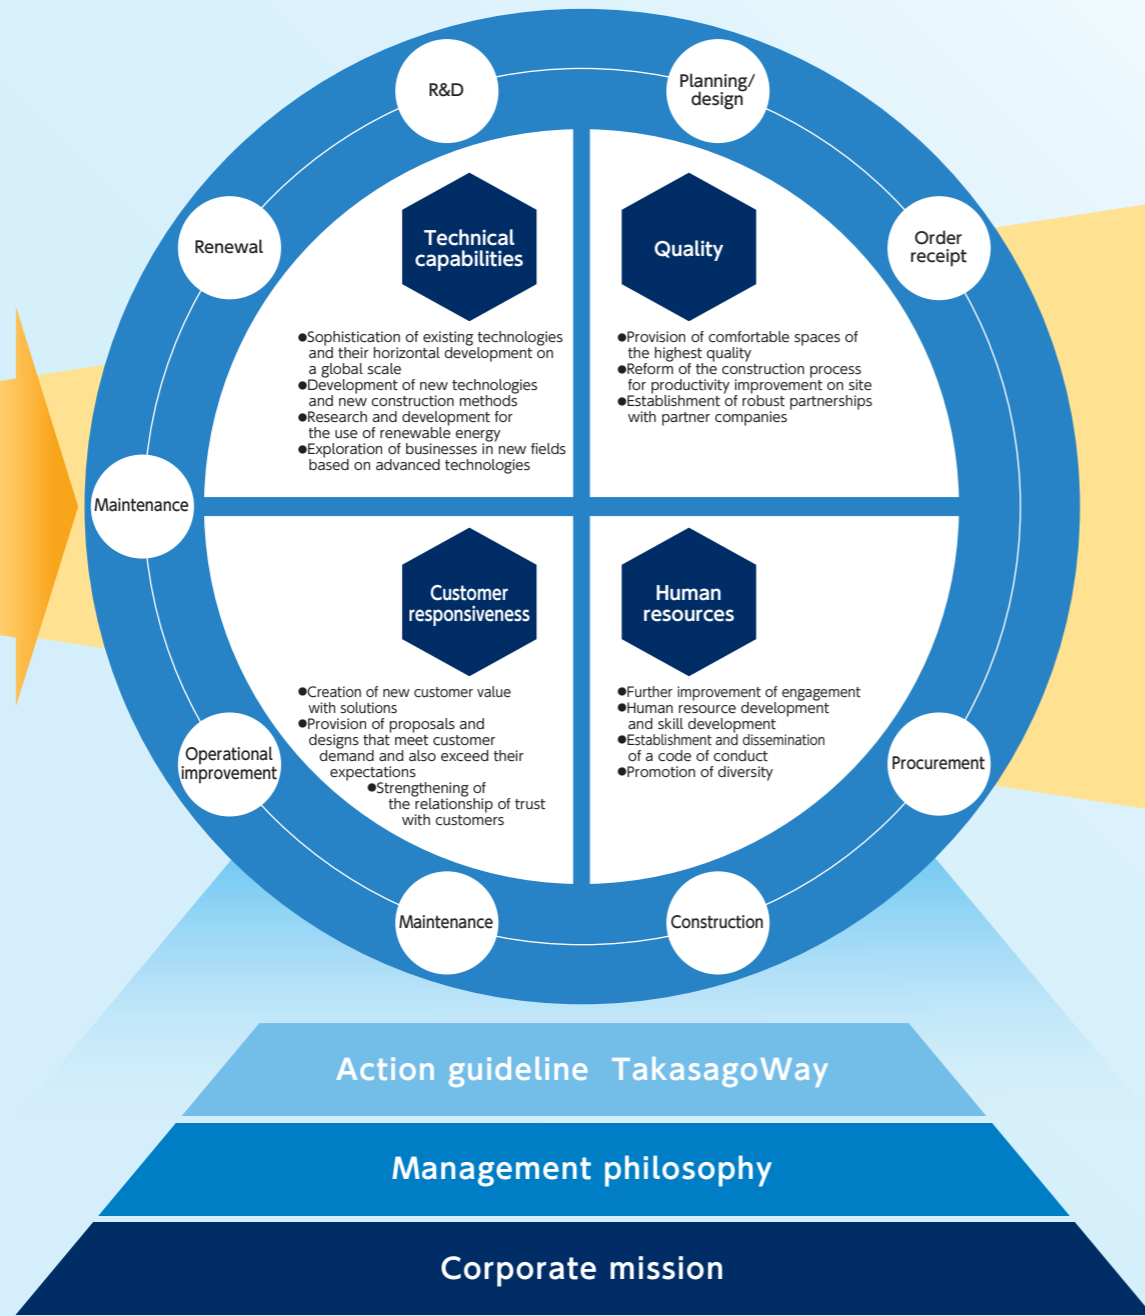 R&D
Planning/
design
Renewal
Order
receipt
Technical
capabilities
●Sophistication of existing technologies
and their horizontal development on
a global scale
●Development of new technologies
and new construction methods
●Research and development for
the use of renewable energy
●Exploration of businesses in new fields
based on advanced technologies
Quality
●Provision of comfortable spaces of
the highest quality
●Reform of the construction process
for productivity improvement on site
●Establishment of robust partnerships
with partner companies
Maintenance
Customer
responsiveness
●Creation of new customer value
with solutions
●Provision of proposals and
designs that meet customer
demand and also exceed their
expectations
●Strengthening of
the relationship of trust
with customers
Human
resources
●Further improvement of engagement
●Human resource development
and skill development
●Establishment and dissemination
of a code of conduct
●Promotion of diversity
Operational
improvement
Procurement
Maintenance
Construction
Action guideline TakasagoWay
Management philosophy
Corporate mission